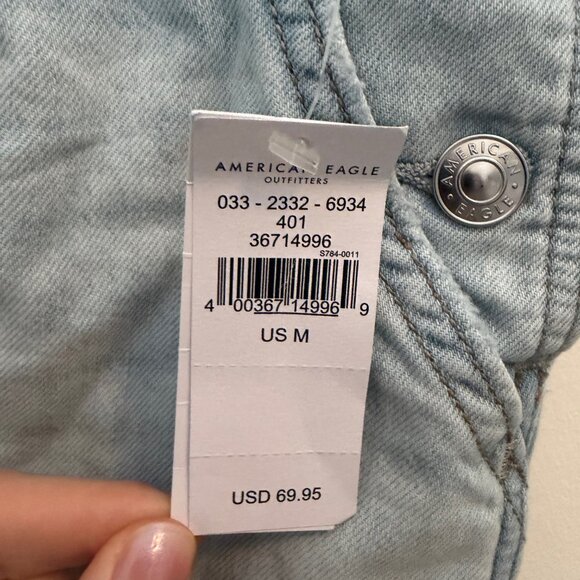 AMERICAN EAGLE
OUTFITTERS
033 - 2332 - 6934
401
36714996
S784-0011
4 00367 14996 9
US M
USD 69.95
AMERICAN
EAGLE